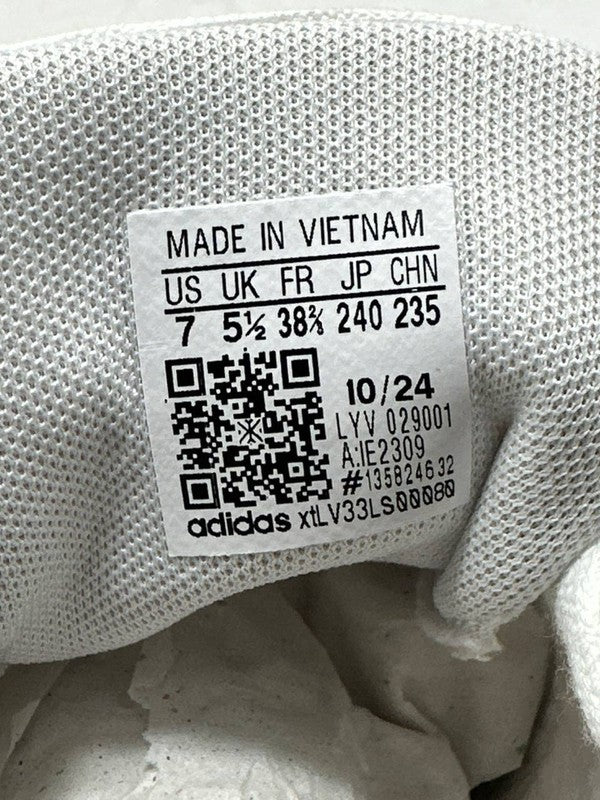 MADE IN VIETNAM
US UK FR JP CHN
7 5½ 38⅔ 240 235
10/24
LYV 029001
A:IE2309
#135824632
adidas xtLV33LS00080